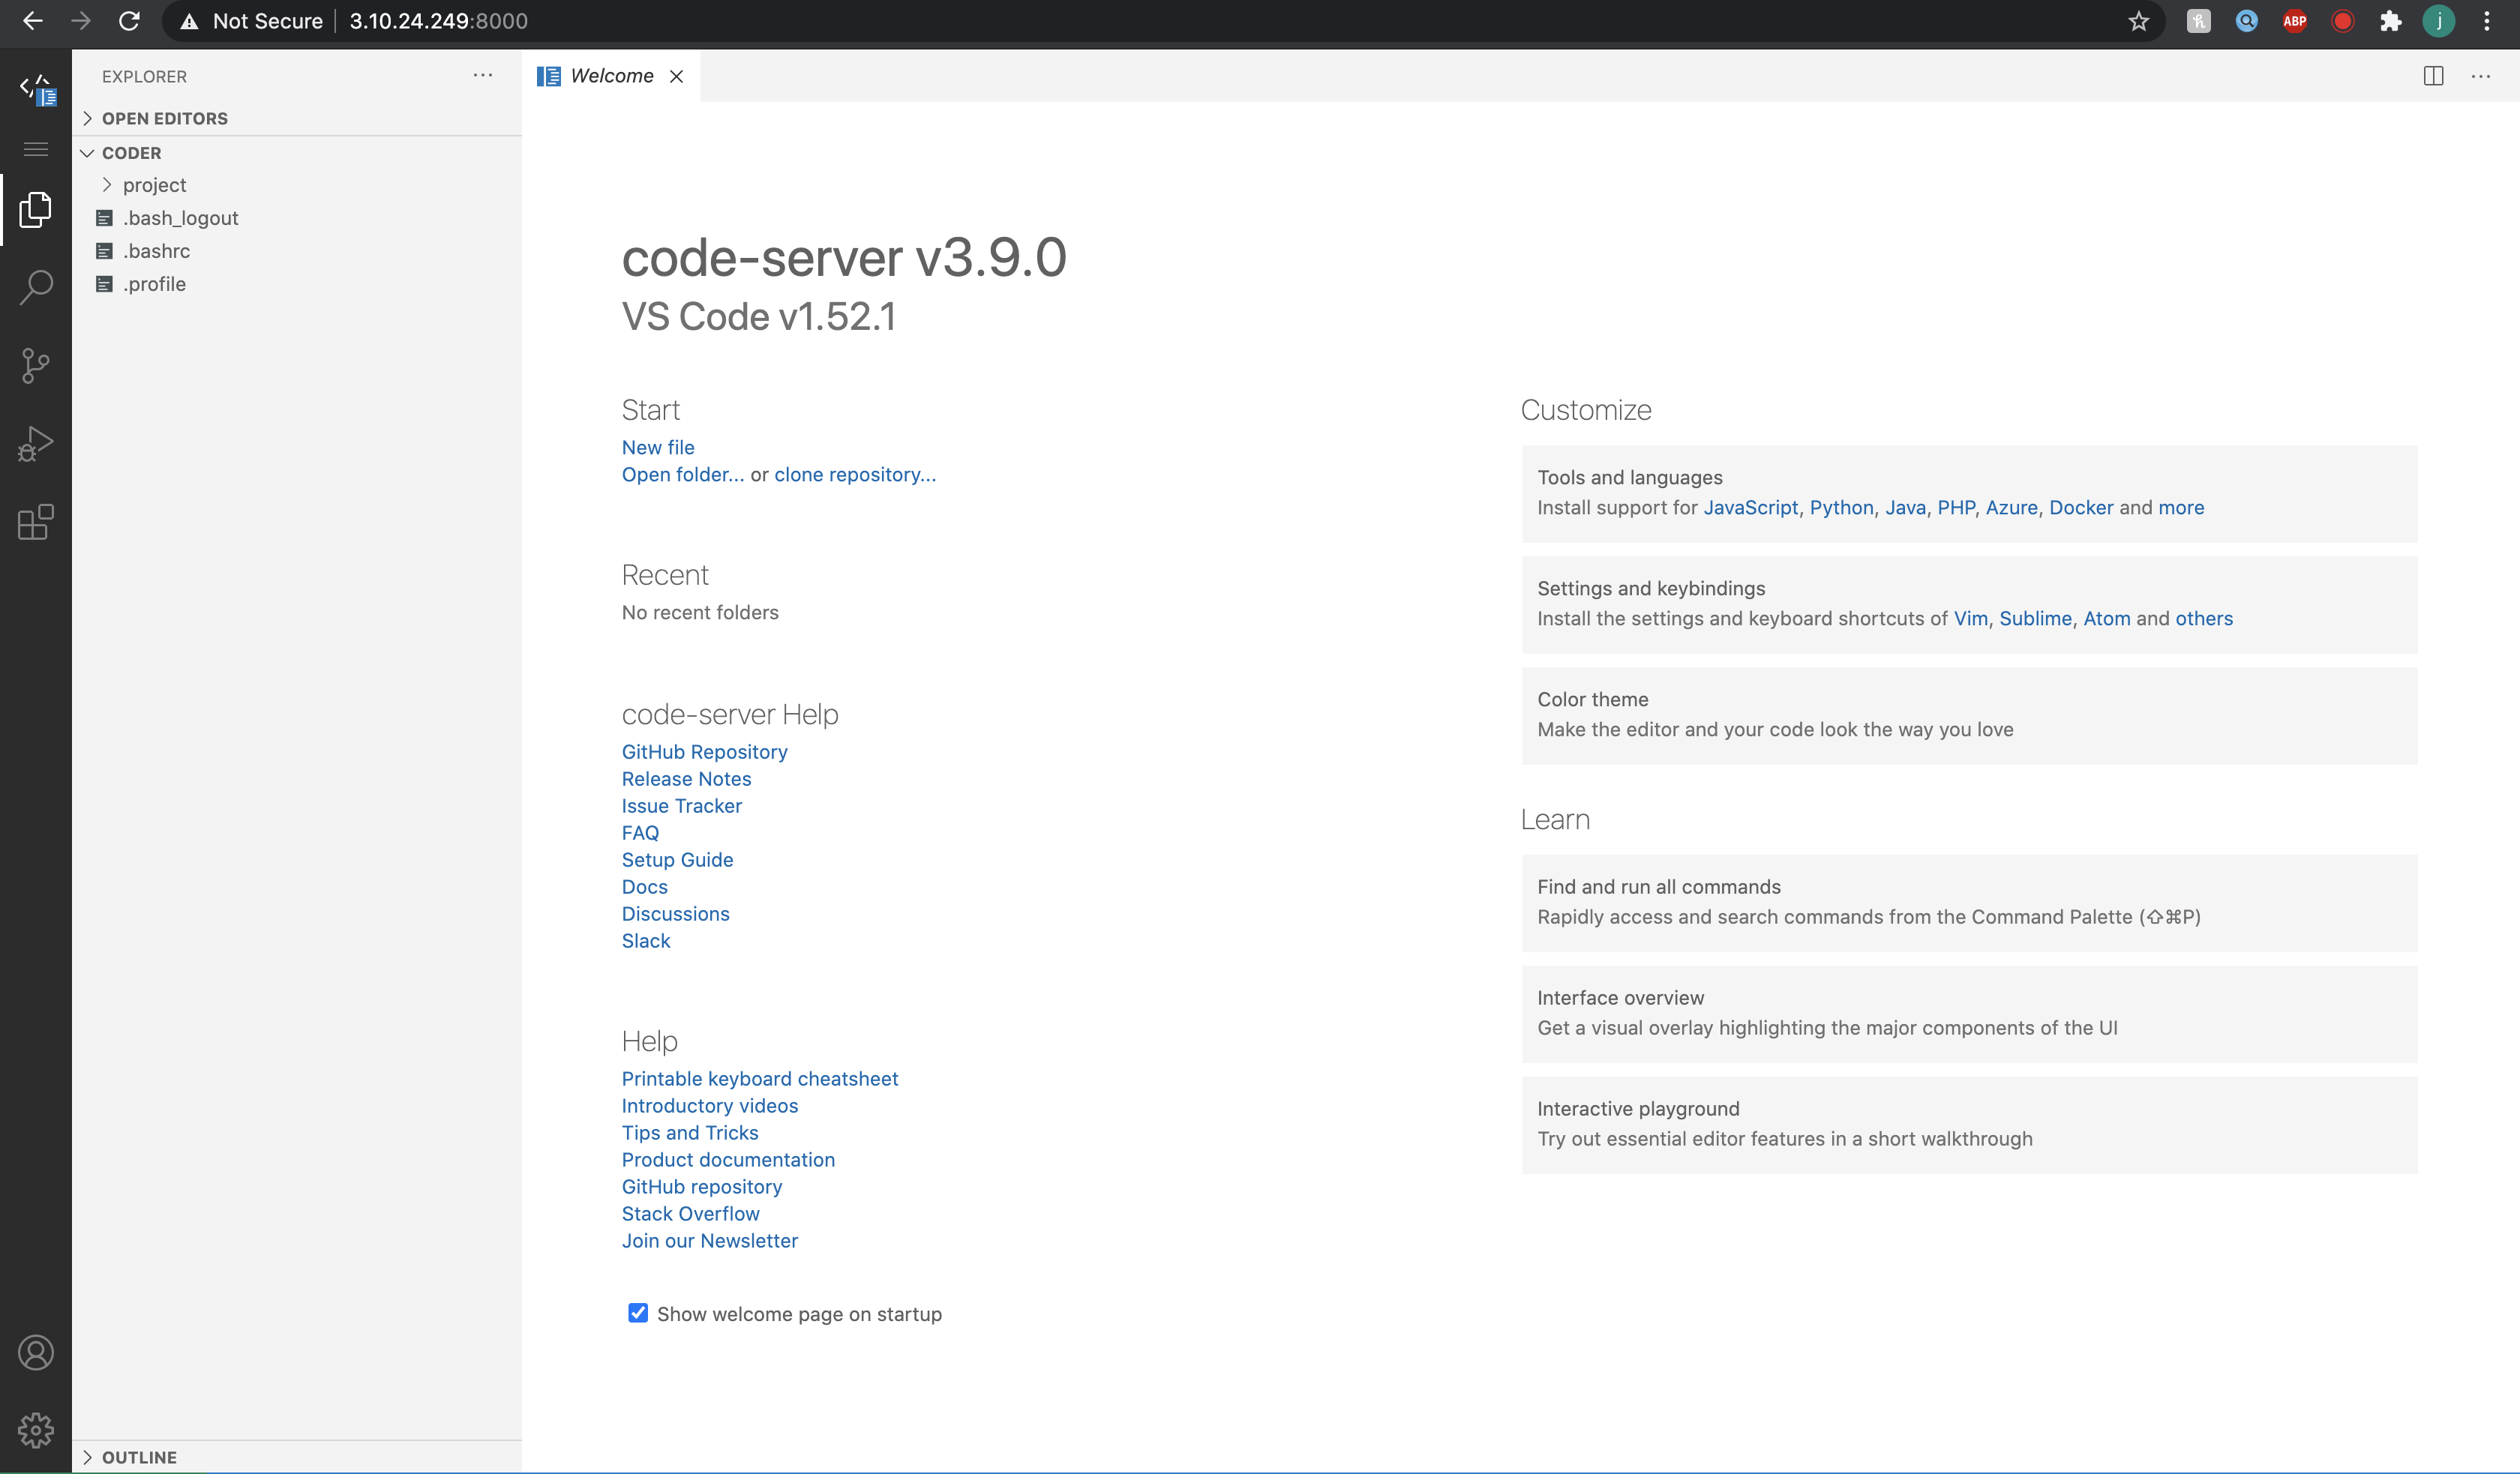 Not Secure | 3.10.24.249:8000
ABP
j
EXPLORER
OPEN EDITORS
CODER
project
.bash_logout
.bashrc
.profile
OUTLINE
Welcome
code-server v3.9.0
VS Code v1.52.1
Start
New file
Open folder... or clone repository...
Recent
No recent folders
code-server Help
GitHub Repository
Release Notes
Issue Tracker
FAQ
Setup Guide
Docs
Discussions
Slack
Help
Printable keyboard cheatsheet
Introductory videos
Tips and Tricks
Product documentation
GitHub repository
Stack Overflow
Join our Newsletter
Show welcome page on startup
Customize
Tools and languages
Install support for JavaScript, Python, Java, PHP, Azure, Docker and more
Settings and keybindings
Install the settings and keyboard shortcuts of Vim, Sublime, Atom and others
Color theme
Make the editor and your code look the way you love
Learn
Find and run all commands
Rapidly access and search commands from the Command Palette (⇧⌘P)
Interface overview
Get a visual overlay highlighting the major components of the UI
Interactive playground
Try out essential editor features in a short walkthrough